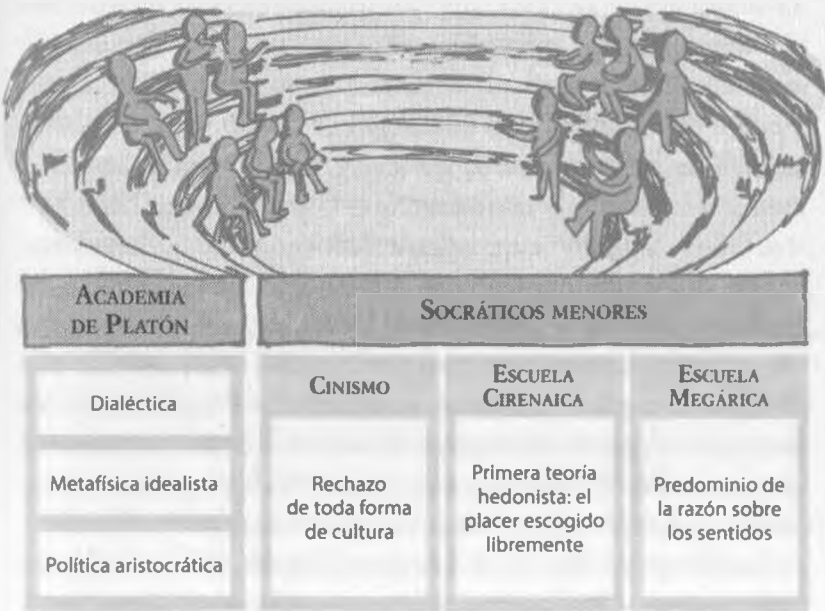 ACADEMIA
DE PLATÓN
SOCRÁTICOS MENORES
Dialéctica
Metafísica idealista
Política aristocrática
CINISMO
Rechazo
de toda forma
de cultura
ESCUELA
CIRENAICA
Primera teoría
hedonista: el
placer escogido
libremente
ESCUELA
MEGÁRICA
Predominio de
la razón sobre
los sentidos